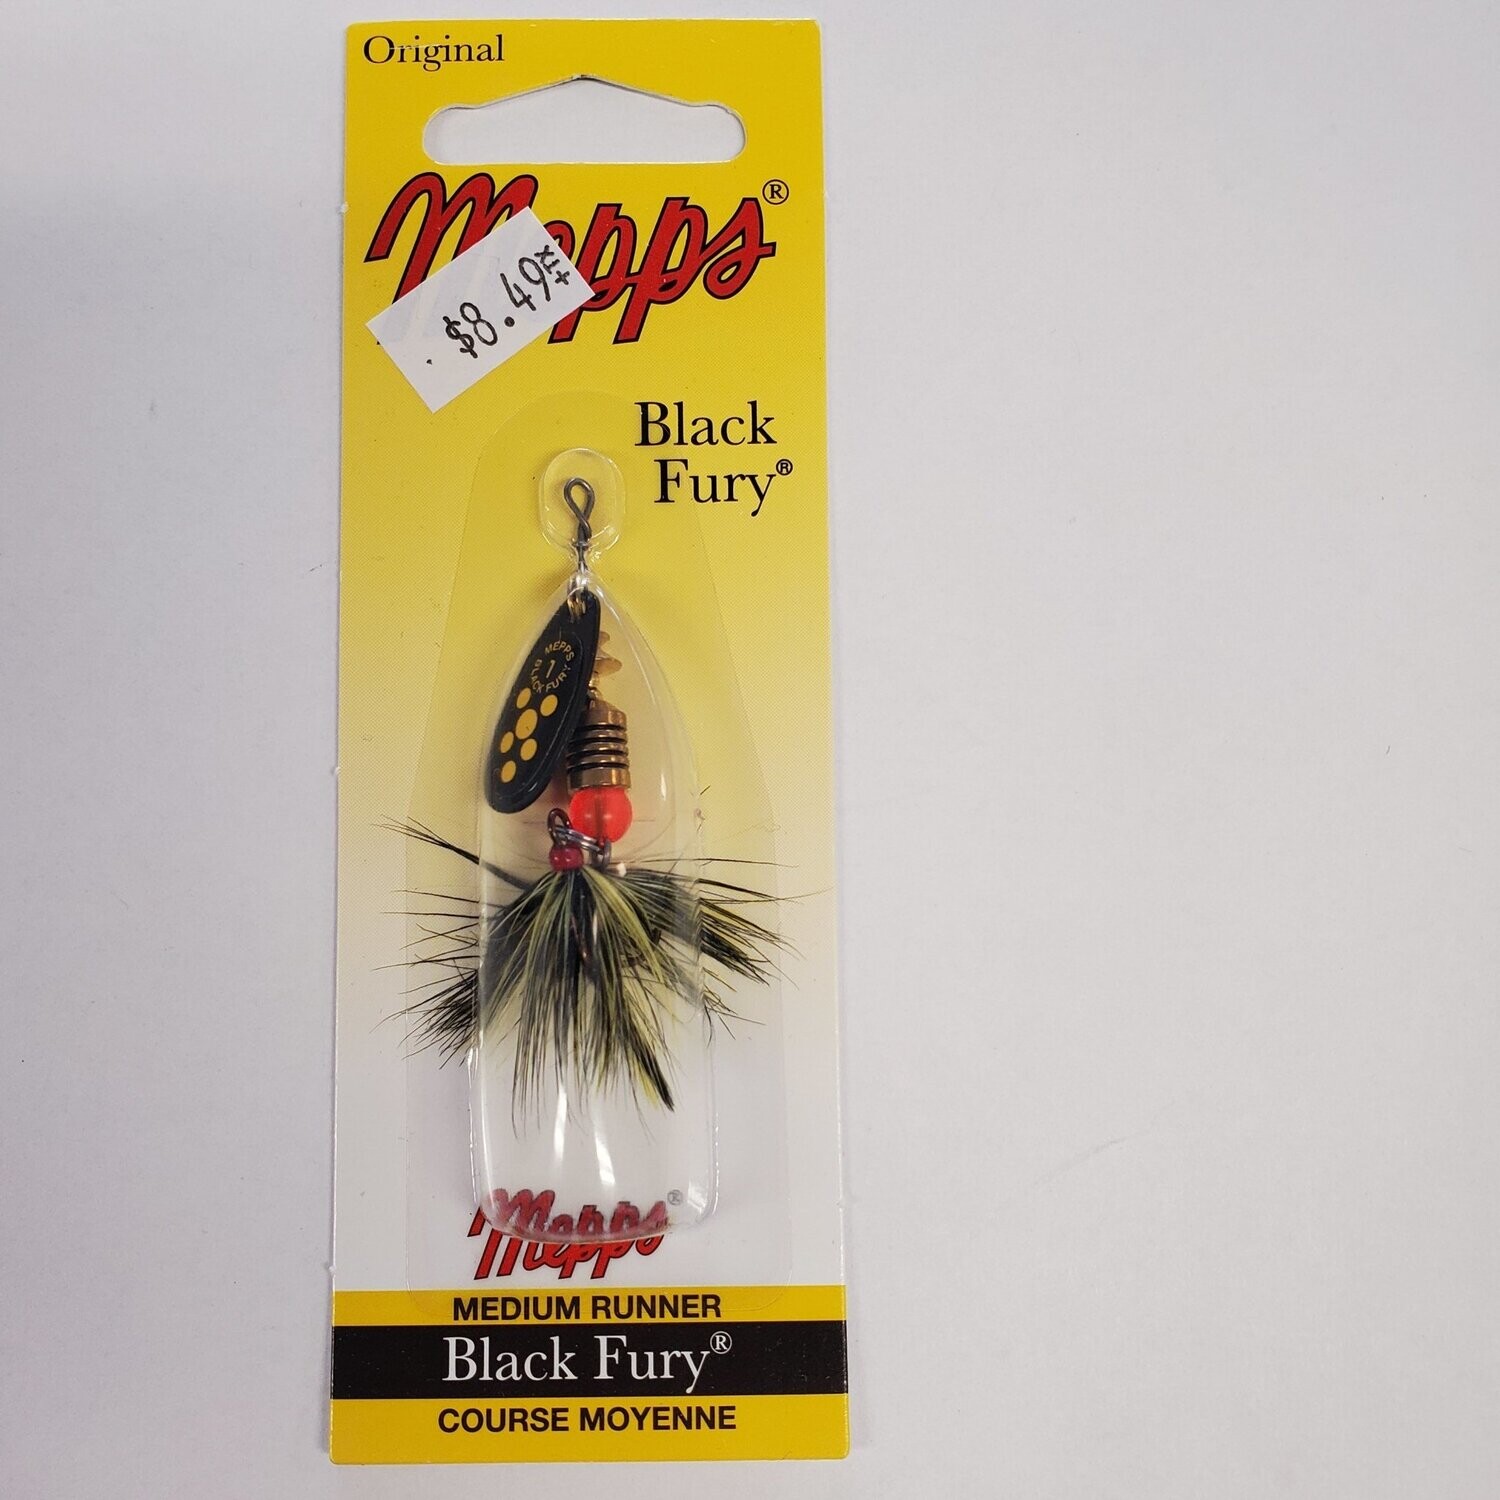 Original
Mepps®
$8.49+TX
Black
Fury®
MEPPS
1
BLACK FURY
Mepps®
MEDIUM RUNNER
Black Fury®
COURSE MOYENNE